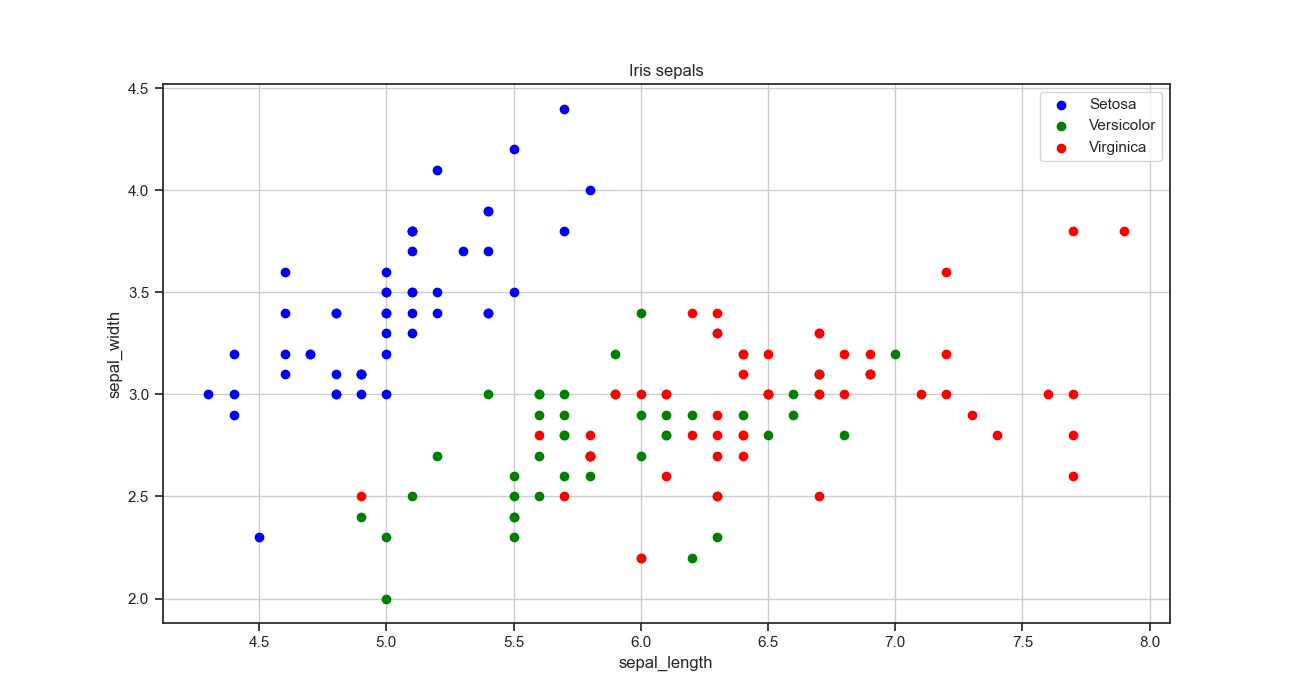 Iris sepals
Setosa
Versicolor
Virginica
sepal_width
4.5
4.0
3.5
3.0
2.5
2.0
4.5 5.0 5.5 6.0 6.5 7.0 7.5 8.0
sepal_length